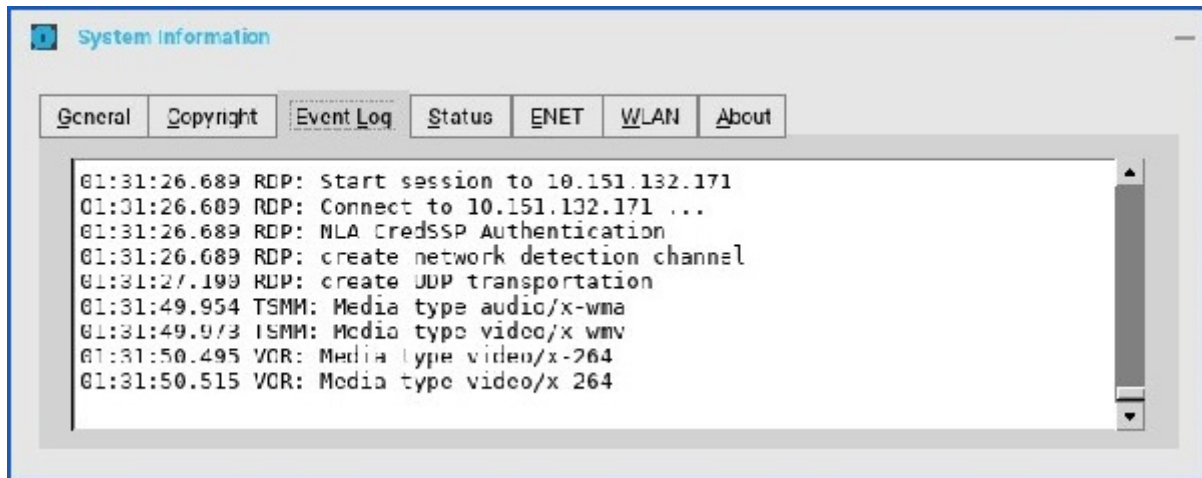 System Information
General Copyright Event Log Status ENET WLAN About
01:31:26.689 RDP: Start session to 10.151.132.171
01:31:26.689 RDP: Connect to 10.151.132.171 ...
01:31:26.689 RDP: NLA CredSSP Authentication
01:31:26.689 RDP: create network detection channel
01:31:27.190 RDP: create UDP transportation
01:31:49.954 TSMM: Media type audio/x-wma
01:31:49.973 TSMM: Media type video/x-wmv
01:31:50.495 VOR: Media type video/x-264
01:31:50.515 VOR: Media type video/x-264